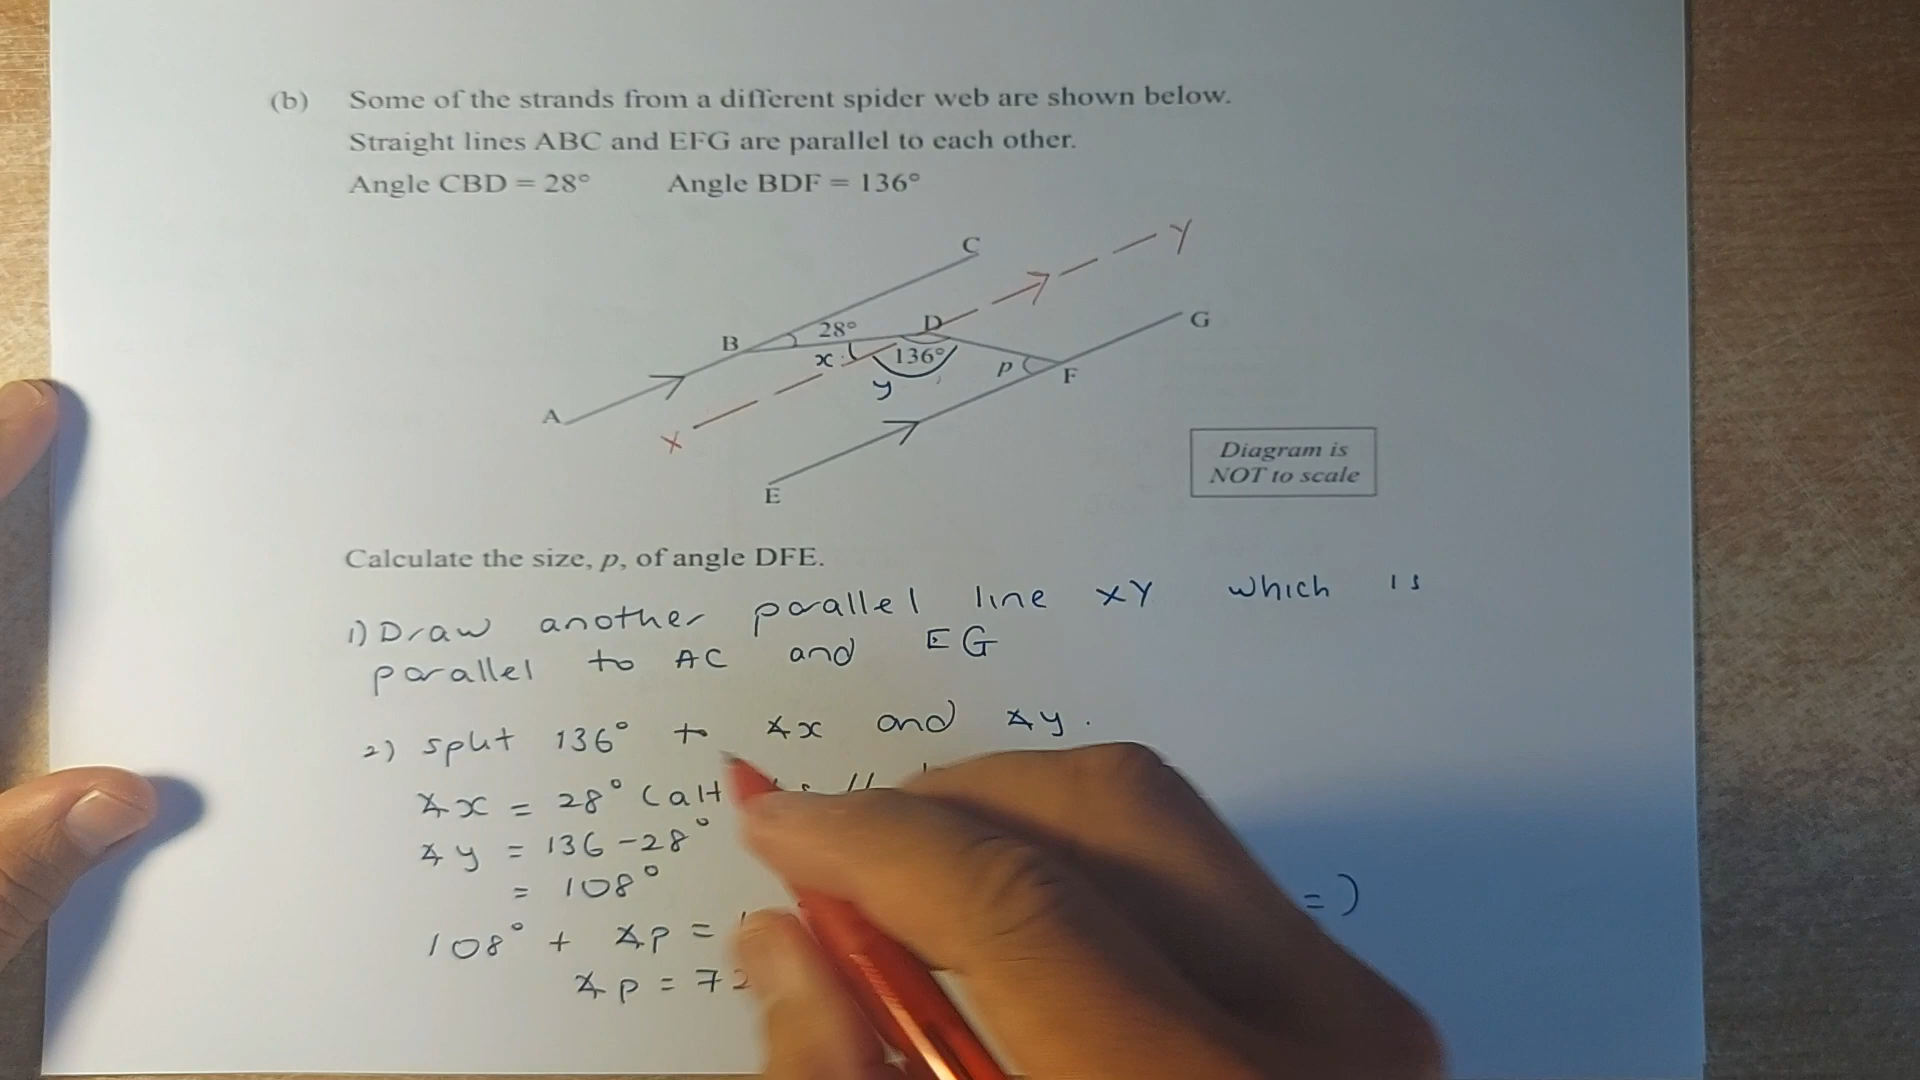 (b) Some of the strands from a different spider web are shown below.
Straight lines ABC and EFG are parallel to each other.
Angle CBD = 28° Angle BDF = 136°
C
Y
B
28°
D
G
x
136°
p
F
y
A
X
E
Diagram is
NOT to scale
Calculate the size, p, of angle DFE.
1) Draw another parallel line XY which is
parallel to AC and EG
2) split 136° to ∡x and ∡y.
∡x = 28° (alt
∡y = 136-28°
= 108°
= )
108° + ∡p =
∡p = 72